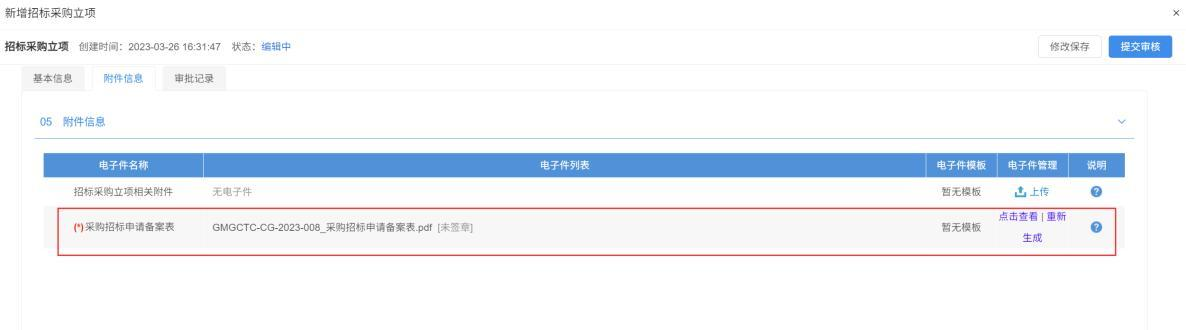 新增招标采购立项 ×
招标采购立项 创建时间：2023-03-26 16:31:47 状态：编辑中 修改保存 提交审核
基本信息 附件信息 审批记录
05 附件信息
电子件名称 电子件列表 电子件模板 电子件管理 说明
招标采购立项相关附件 无电子件 暂无模板 上传 ?
(*)采购招标申请备案表 GMGCTC-CG-2023-008_采购招标申请备案表.pdf [未签章] 暂无模板 点击查看 | 重新
生成 ?